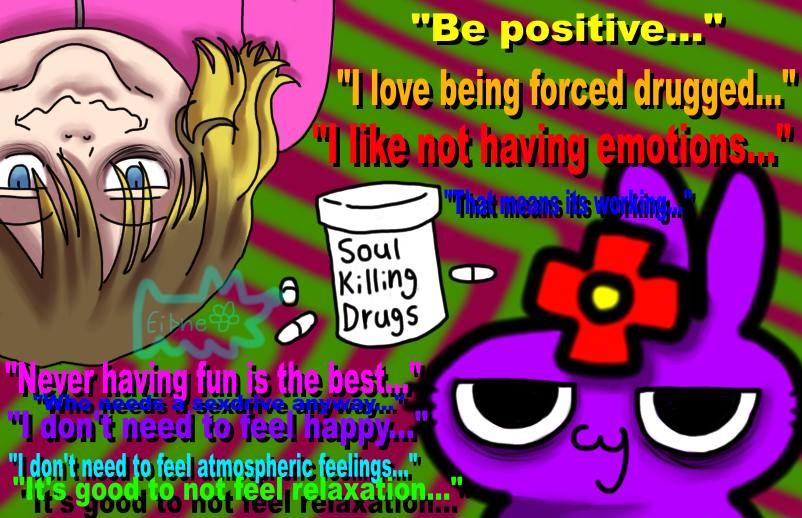 "Be positive..."
"I love being forced drugged..."
"I like not having emotions..."
"That means its working..."
Soul
Killing
Drugs
"Never having fun is the best..."
"Who needs a sexdrive anyway..."
"I don't need to feel happy..."
"I don't need to feel atmospheric feelings..."
"It's good to not feel relaxation..."